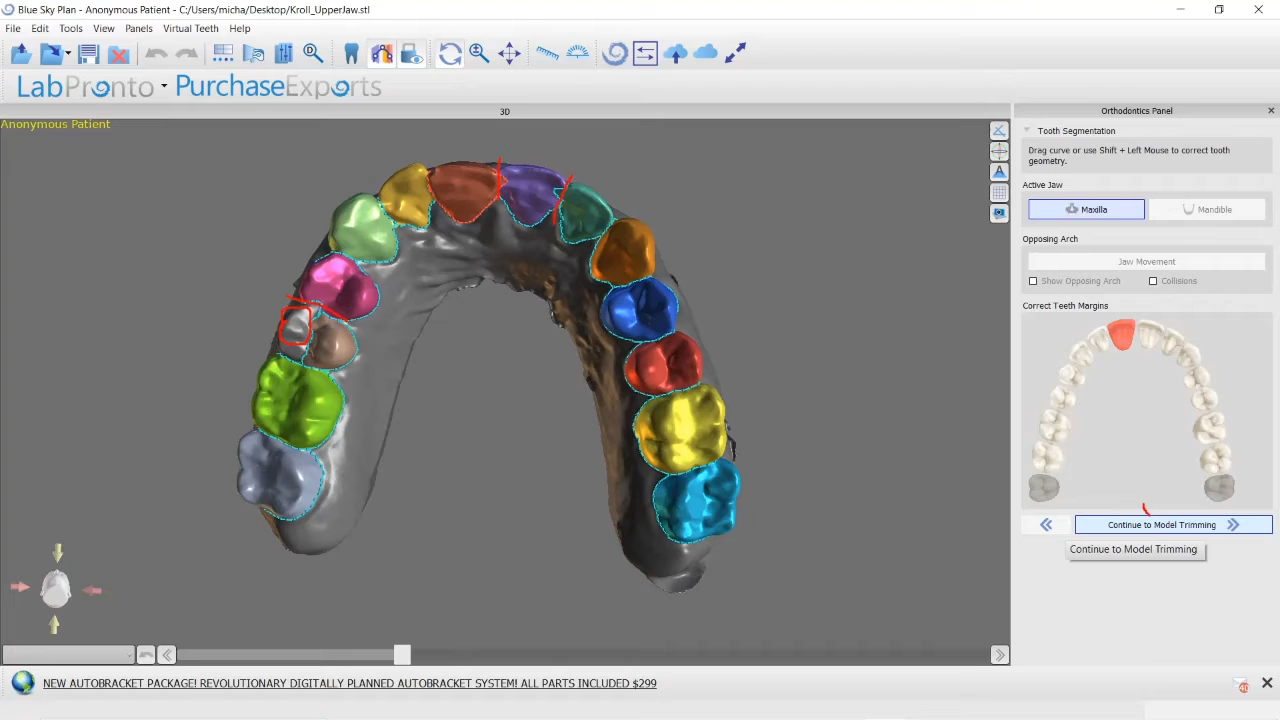 Blue Sky Plan - Anonymous Patient - C:/Users/micha/Desktop/Kroll_UpperJaw.stl
File Edit Tools View Panels Virtual Teeth Help
LabPronto PurchaseExports
3D
Orthodontics Panel
Anonymous Patient
Tooth Segmentation
Drag curve or use Shift + Left Mouse to correct tooth
geometry.
Active Jaw
Maxilla Mandible
Opposing Arch
Jaw Movement
Show Opposing Arch Collisions
Correct Teeth Margins
Continue to Model Trimming
Continue to Model Trimming
NEW AUTOBRACKET PACKAGE! REVOLUTIONARY DIGITALLY PLANNED AUTOBRACKET SYSTEM! ALL PARTS INCLUDED $299